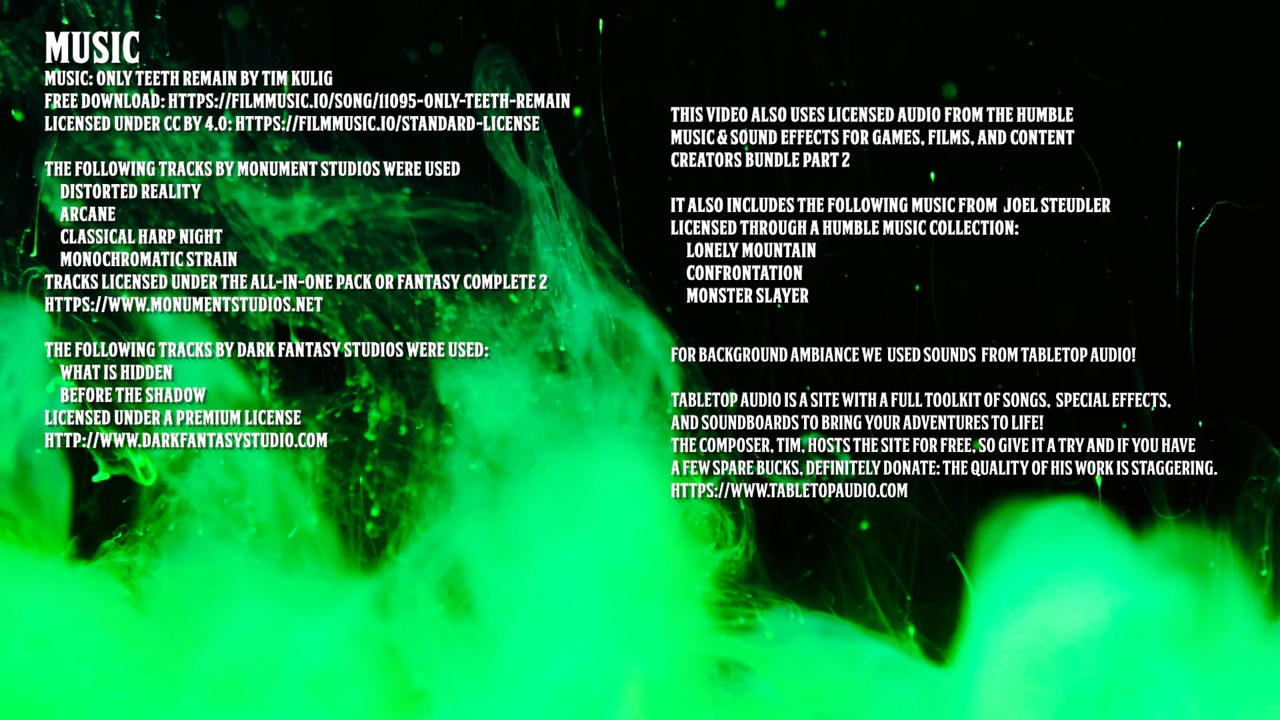 MUSIC
MUSIC: ONLY TEETH REMAIN BY TIM KULIG
FREE DOWNLOAD: HTTPS://FILMMUSIC.IO/SONG/11095-ONLY-TEETH-REMAIN
LICENSED UNDER CC BY 4.0: HTTPS://FILMMUSIC.IO/STANDARD-LICENSE
THE FOLLOWING TRACKS BY MONUMENT STUDIOS WERE USED
DISTORTED REALITY
ARCANE
CLASSICAL HARP NIGHT
MONOCHROMATIC STRAIN
TRACKS LICENSED UNDER THE ALL-IN-ONE PACK OR FANTASY COMPLETE 2
HTTPS://WWW.MONUMENTSTUDIOS.NET
THE FOLLOWING TRACKS BY DARK FANTASY STUDIOS WERE USED:
WHAT IS HIDDEN
BEFORE THE SHADOW
LICENSED UNDER A PREMIUM LICENSE
HTTP://WWW.DARKFANTASYSTUDIO.COM
THIS VIDEO ALSO USES LICENSED AUDIO FROM THE HUMBLE
MUSIC & SOUND EFFECTS FOR GAMES, FILMS, AND CONTENT
CREATORS BUNDLE PART 2
IT ALSO INCLUDES THE FOLLOWING MUSIC FROM JOEL STEUDLER
LICENSED THROUGH A HUMBLE MUSIC COLLECTION:
LONELY MOUNTAIN
CONFRONTATION
MONSTER SLAYER
FOR BACKGROUND AMBIANCE WE USED SOUNDS FROM TABLETOP AUDIO!
TABLETOP AUDIO IS A SITE WITH A FULL TOOLKIT OF SONGS, SPECIAL EFFECTS,
AND SOUNDBOARDS TO BRING YOUR ADVENTURES TO LIFE!
THE COMPOSER, TIM, HOSTS THE SITE FOR FREE, SO GIVE IT A TRY AND IF YOU HAVE
A FEW SPARE BUCKS, DEFINITELY DONATE: THE QUALITY OF HIS WORK IS STAGGERING.
HTTPS://WWW.TABLETOPAUDIO.COM